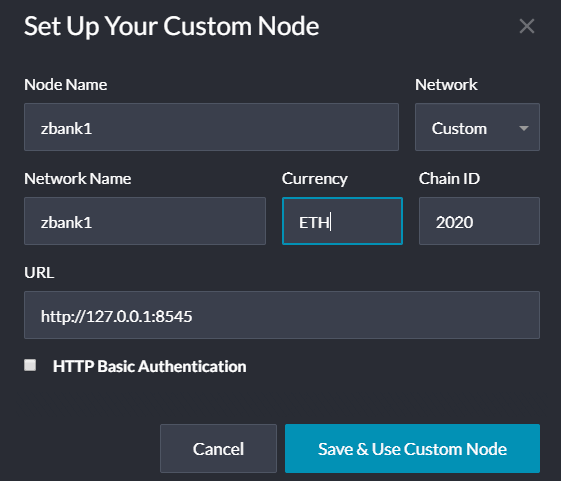 Set Up Your Custom Node
Node Name
Network
zbank1
Custom
Network Name
Currency
Chain ID
zbank1
ETH
2020
URL
http://127.0.0.1:8545
HTTP Basic Authentication
Cancel
Save & Use Custom Node